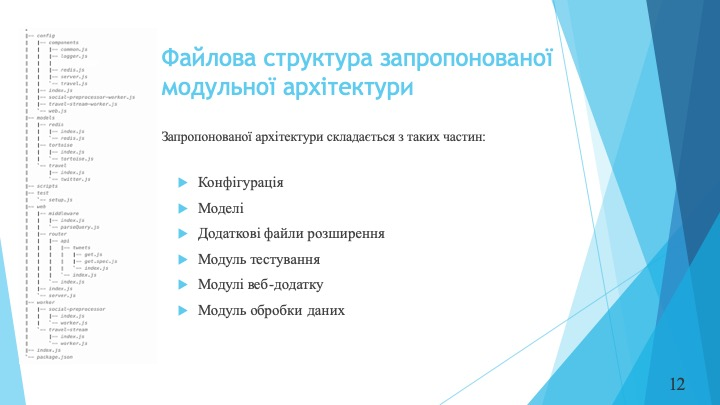 .
|-- config
|   |-- components
|   |   |-- common.js
|   |   |-- logger.js
|   |   |
|   |   |-- redis.js
|   |   |-- server.js
|   |   `-- travel.js
|   |-- index.js
|   |-- social-preprocessor-worker.js
|   |-- travel-stream-worker.js
|   `-- web.js
|-- models
|   |-- redis
|   |   |-- index.js
|   |   `-- redis.js
|   |-- tortoise
|   |   |-- index.js
|   |   `-- tortoise.js
|   `-- travel
|       |-- index.js
|       `-- twitter.js
|-- scripts
|-- test
|   `-- setup.js
|-- web
|   |-- middleware
|   |   |-- index.js
|   |   `-- parseQuery.js
|   |-- router
|   |   |-- api
|   |   |   |-- tweets
|   |   |   |   |-- get.js
|   |   |   |   |-- get.spec.js
|   |   |   |   `-- index.js
|   |   |   `-- index.js
|   |   `-- index.js
|   |-- index.js
|   `-- server.js
|-- worker
|   |-- social-preprocessor
|   |   |-- index.js
|   |   `-- worker.js
|   `-- travel-stream
|       |-- index.js
|       `-- worker.js
|-- index.js
`-- package.json
Файлова структура запропонованої
модульної архітектури
Запропонованої архітектури складається з таких частин:
Конфігурація
Моделі
Додаткові файли розширення
Модуль тестування
Модулі веб-додатку
Модуль обробки даних
12